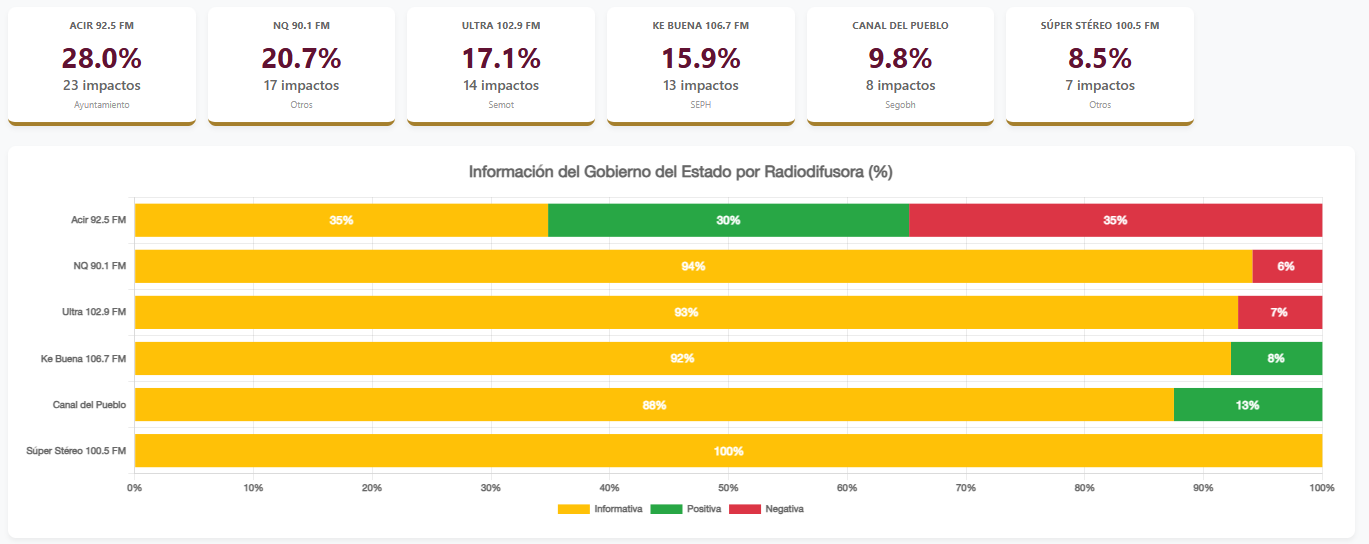 ACIR 92.5 FM
28.0%
23 impactos
Ayuntamiento
NQ 90.1 FM
20.7%
17 impactos
Otros
ULTRA 102.9 FM
17.1%
14 impactos
Semot
KE BUENA 106.7 FM
15.9%
13 impactos
SEPH
CANAL DEL PUEBLO
9.8%
8 impactos
Segobh
SÚPER STÉREO 100.5 FM
8.5%
7 impactos
Otros
Información del Gobierno del Estado por Radiodifusora (%)
Acir 92.5 FM 35% 30% 35%
NQ 90.1 FM 94% 6%
Ultra 102.9 FM 93% 7%
Ke Buena 106.7 FM 92% 8%
Canal del Pueblo 88% 13%
Súper Stéreo 100.5 FM 100%
0% 10% 20% 30% 40% 50% 60% 70% 80% 90% 100%
Informativa Positiva Negativa